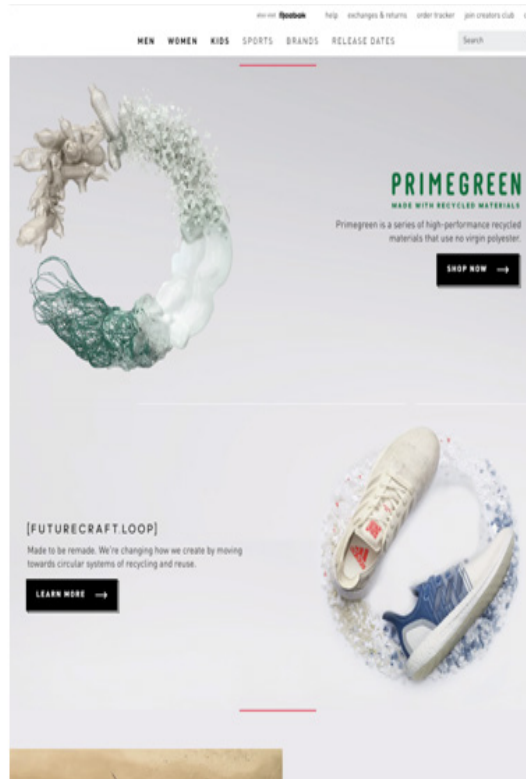 visit Reebok help exchanges & returns order tracker join creators club
MEN WOMEN KIDS SPORTS BRANDS RELEASE DATES
Search
PRIMEGREEN
MADE WITH RECYCLED MATERIALS
Primegreen is a series of high-performance recycled
materials that use no virgin polyester.
SHOP NOW
[FUTURECRAFT.LOOP]
Made to be remade. We're changing how we create by moving
towards circular systems of recycling and reuse.
LEARN MORE